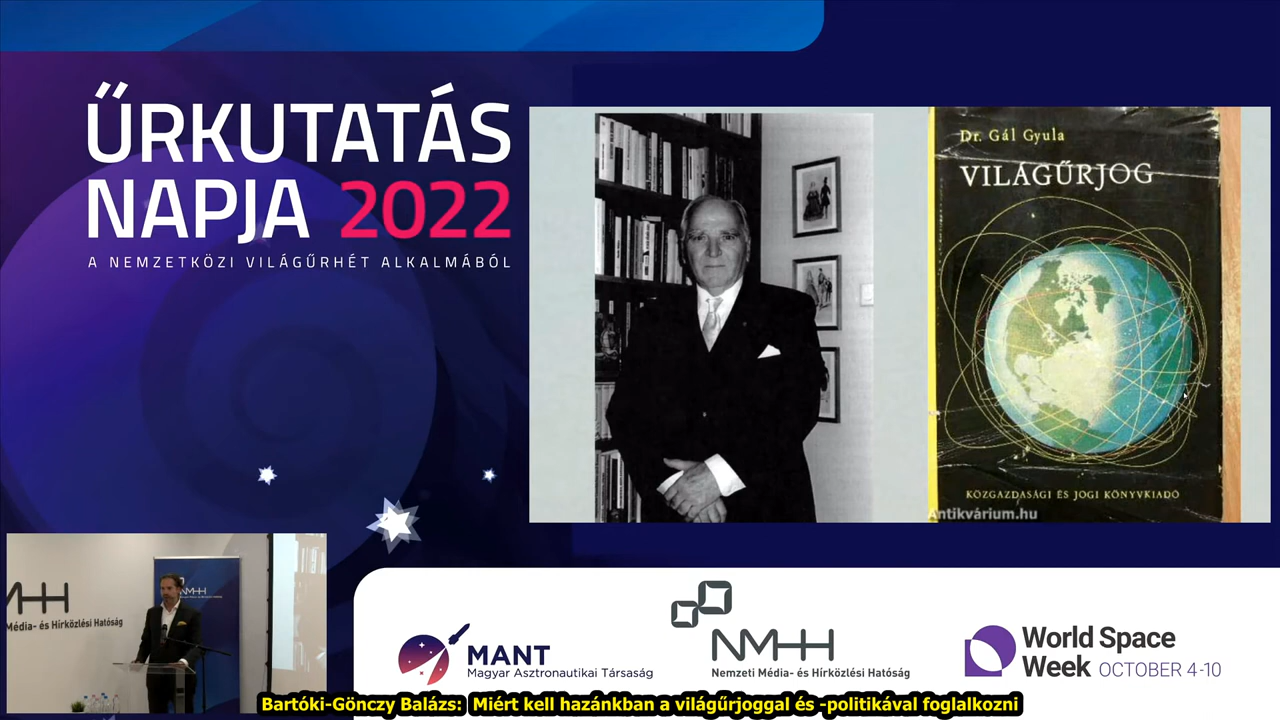 ŰRKUTATÁS
NAPJA 2022
A NEMZETKÖZI VILÁGŰRHÉT ALKALMÁBÓL
Dr. Gál Gyula
VILÁGŰRJOG
KÖZGAZDASÁGI ÉS JOGI KÖNYVKIADÓ
Antikvárium.hu
NMHH
Média- és Hírközlési Hatóság
MANT
Magyar Asztronautikai Társaság
NMHH
Nemzeti Média- és Hírközlési Hatóság
World Space
Week OCTOBER 4-10
Bartóki-Gönczy Balázs: Miért kell hazánkban a világűrjoggal és -politikával foglalkozni